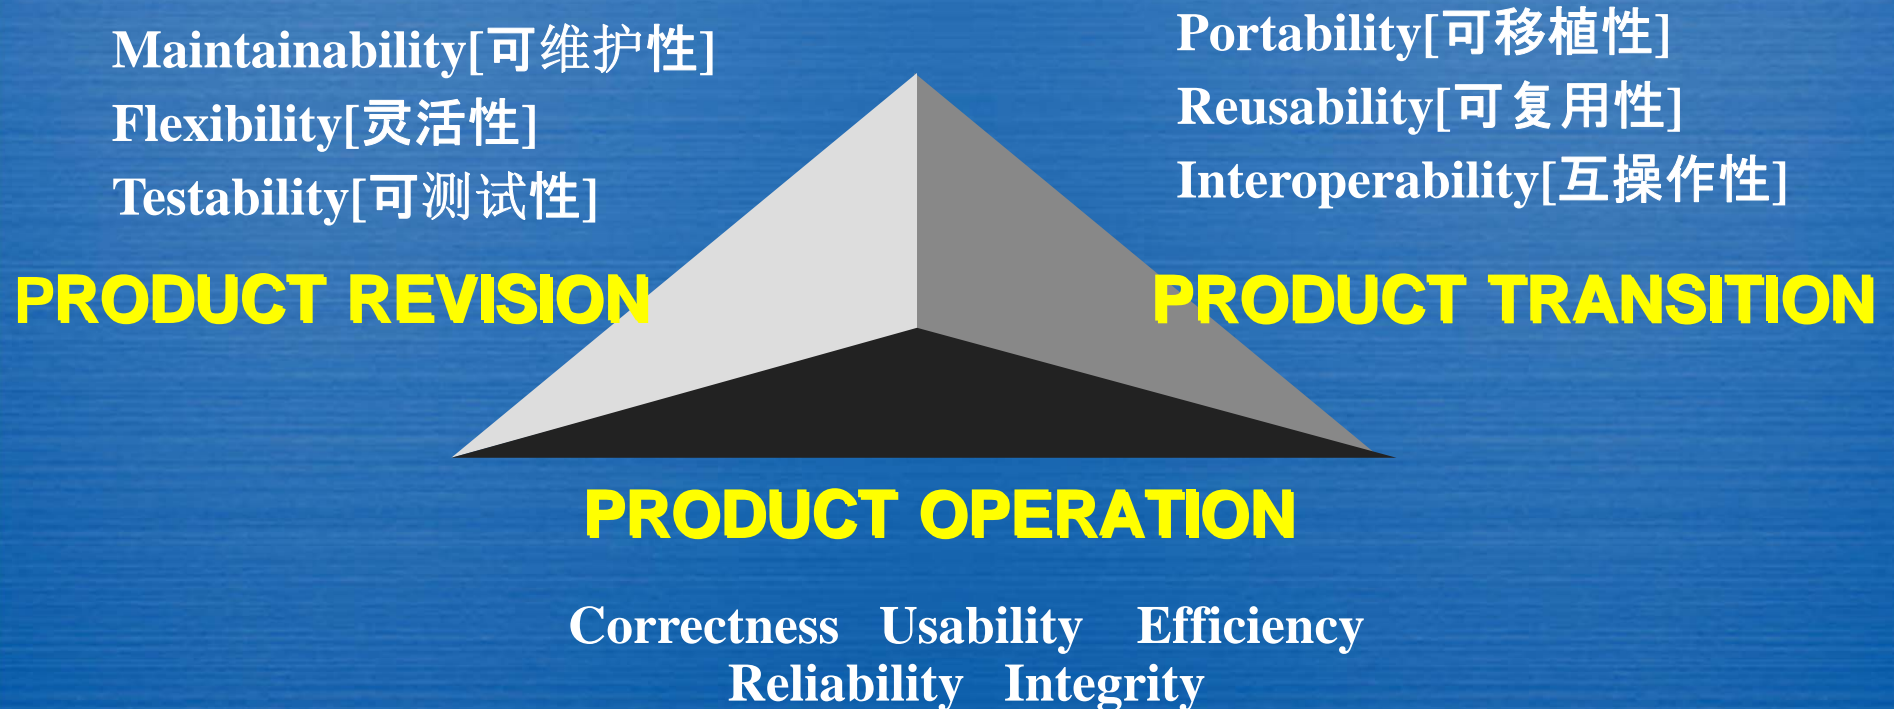 Maintainability[可维护性]
Flexibility[灵活性]
Testability[可测试性]
PRODUCT REVISION
Portability[可移植性]
Reusability[可复用性]
Interoperability[互操作性]
PRODUCT TRANSITION
PRODUCT OPERATION
Correctness Usability Efficiency
Reliability Integrity